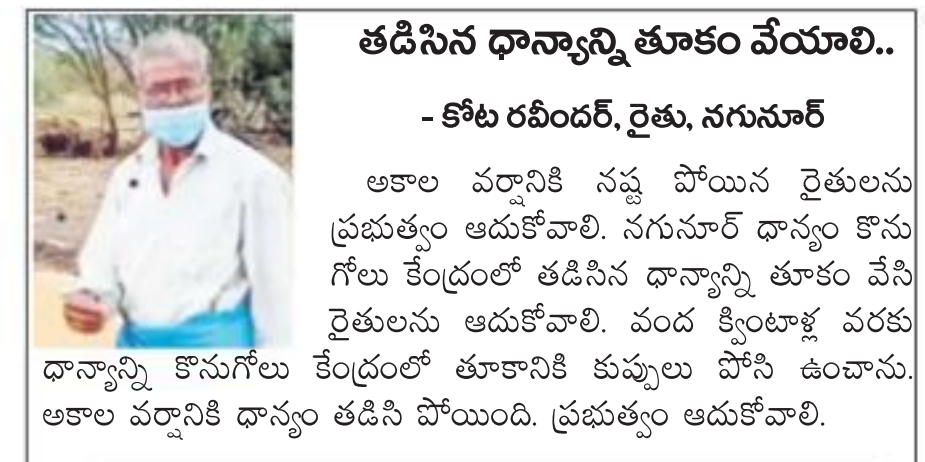 తడిసిన ధాన్యాన్ని తూకం వేయాలి..
- కోట రవీందర్, రైతు, నగునూర్
అకాల వర్షానికి నష్ట పోయిన రైతులను
ప్రభుత్వం ఆదుకోవాలి. నగునూర్ ధాన్యం కొను
గోలు కేంద్రంలో తడిసిన ధాన్యాన్ని తూకం వేసి
రైతులను ఆదుకోవాలి. వంద క్వింటాళ్ల వరకు
ధాన్యాన్ని కొనుగోలు కేంద్రంలో తూకానికి కుప్పులు పోసి ఉంచాను.
అకాల వర్షానికి ధాన్యం తడిసి పోయింది. ప్రభుత్వం ఆదుకోవాలి.